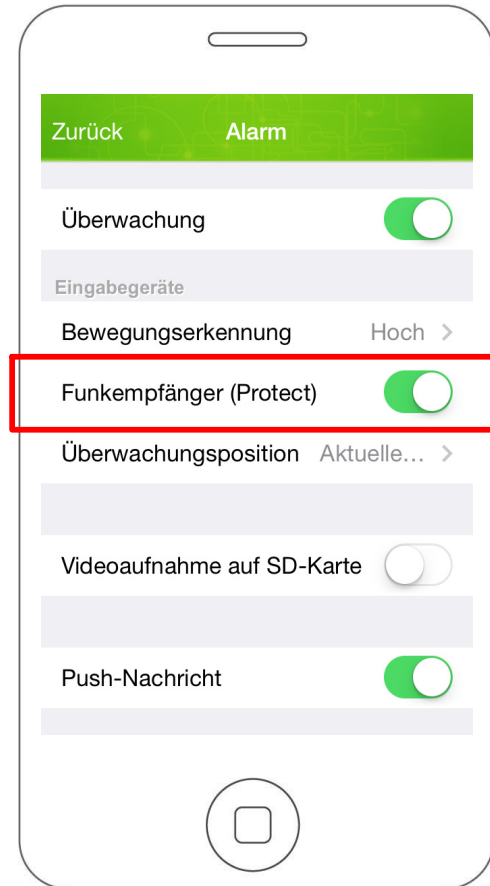 Zurück Alarm
Überwachung
Eingabegeräte
Bewegungserkennung Hoch >
Funkempfänger (Protect)
Überwachungsposition Aktuelle… >
Videoaufnahme auf SD-Karte
Push-Nachricht